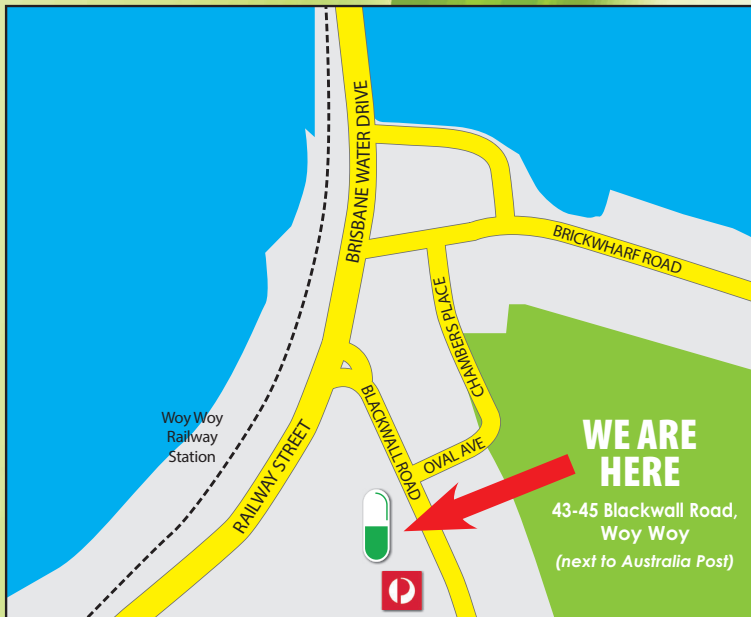 BRISBANE WATER DRIVE
BRICKWHARF ROAD
CHAMBERS PLACE
Woy Woy
Railway
Station
RAILWAY STREET
BLACKWALL ROAD
OVAL AVE
WE ARE
HERE
43-45 Blackwall Road,
Woy Woy
(next to Australia Post)